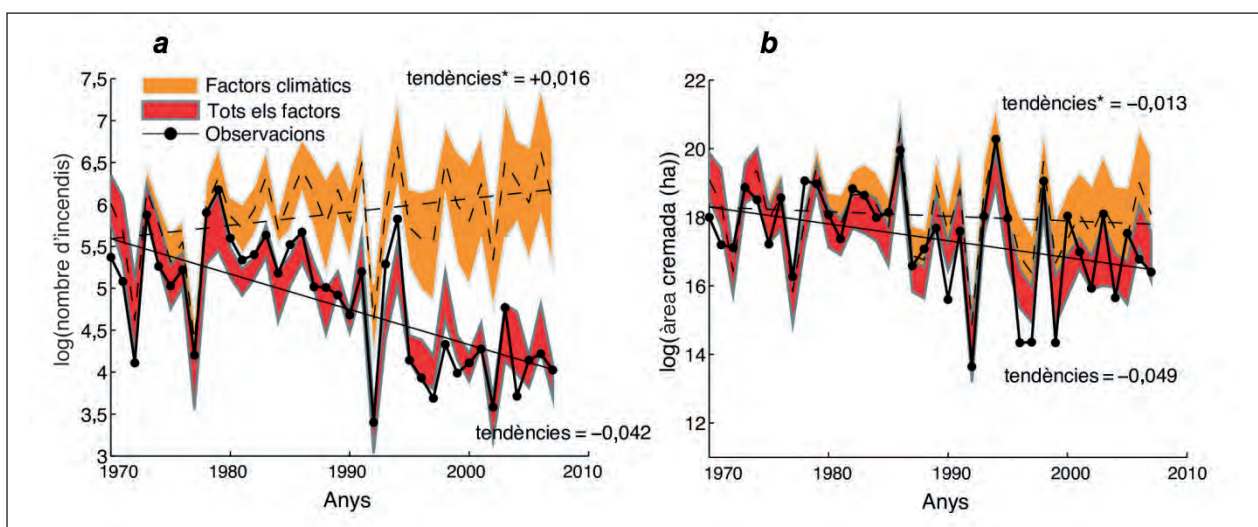 a
log(nombre d'incendis)
7,5
7
6,5
6
5,5
5
4,5
4
3,5
3
1970 1980 1990 2000 2010
Anys
Factors climàtics
Tots els factors
Observacions
tendències* = +0,016
tendències = −0,042
b
log(àrea cremada (ha))
22
20
18
16
14
12
1970 1980 1990 2000 2010
Anys
tendències* = −0,013
tendències = −0,049